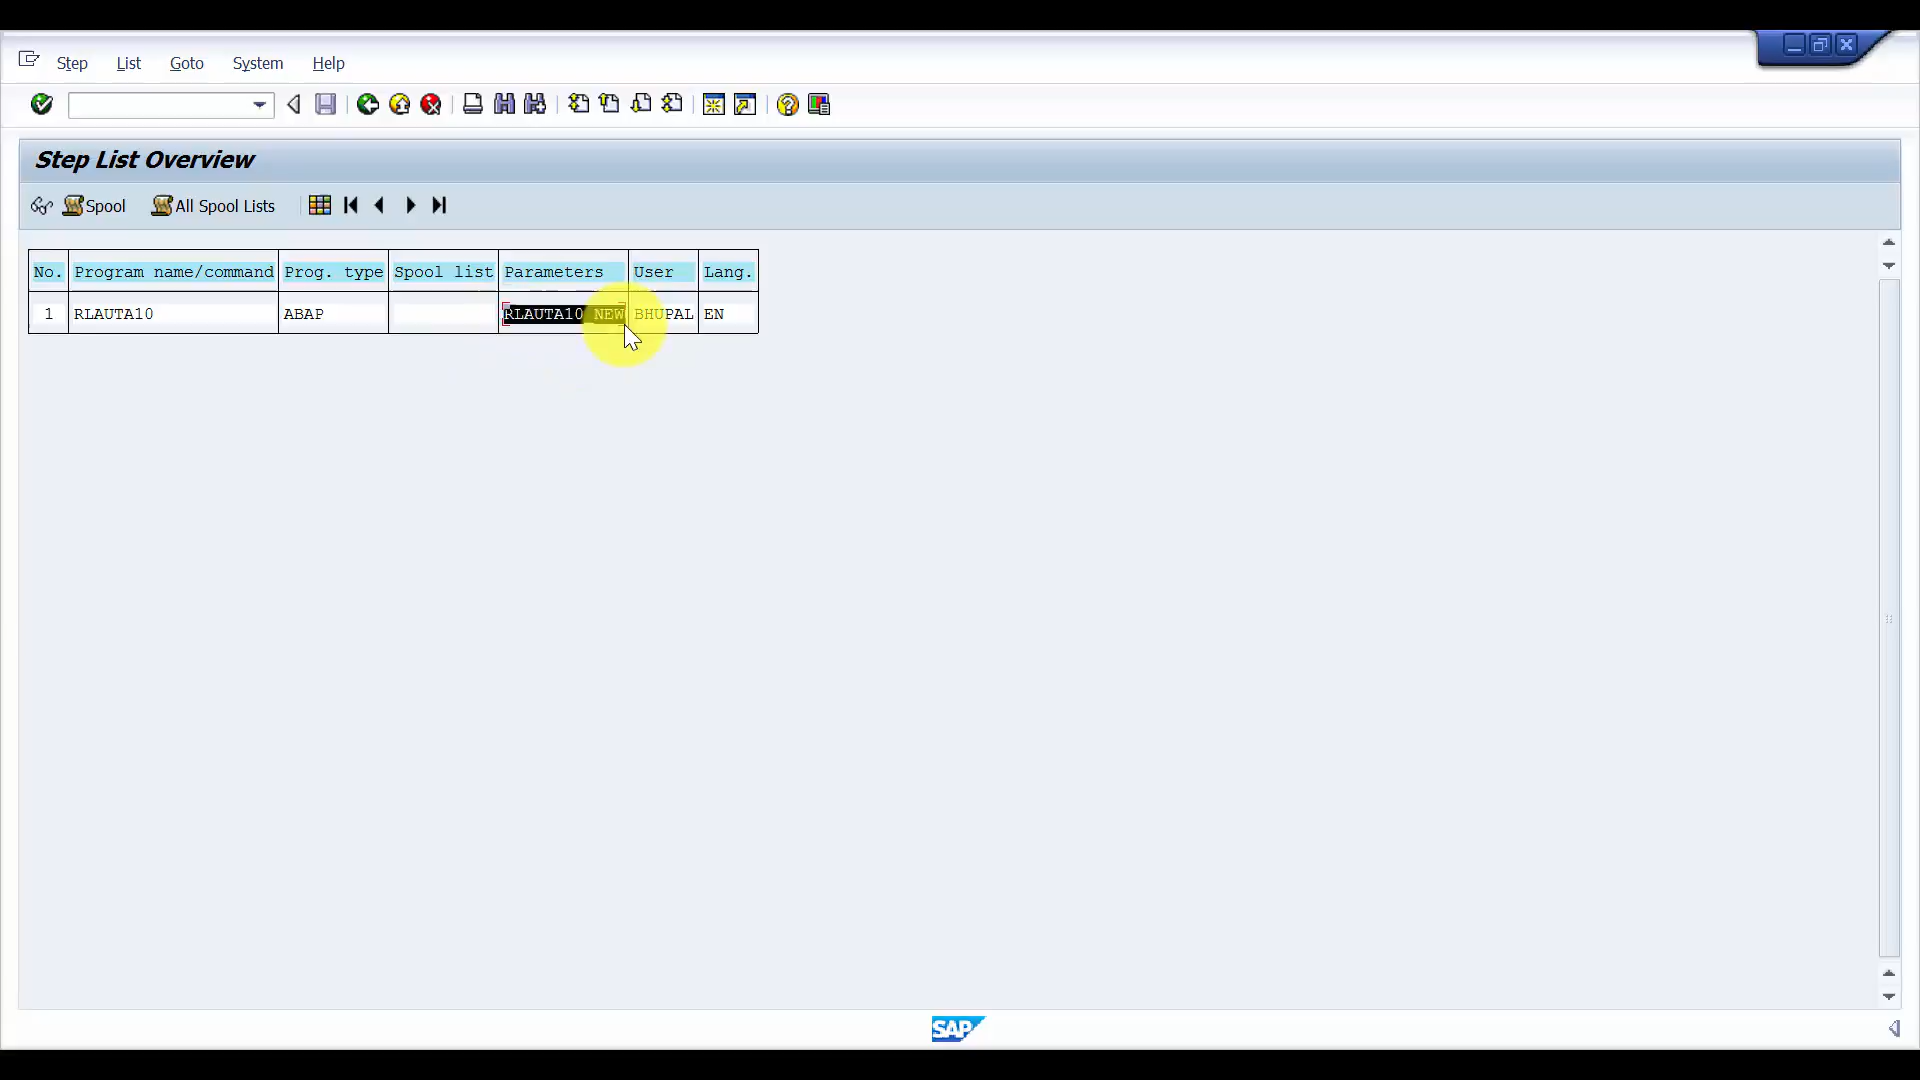 Step List Goto System Help
Step List Overview
Spool All Spool Lists
No. Program name/command Prog. type Spool list Parameters User Lang.
1 RLAUTA10 ABAP RLAUTA10 NEW BHUPAL EN
SAP